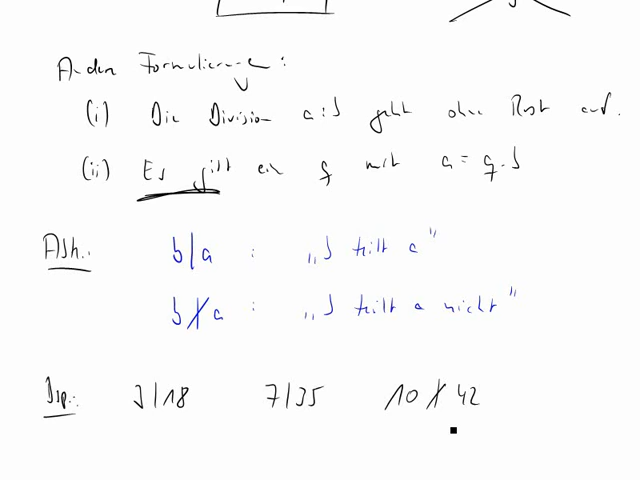 Andere Formulierungen:
(i) Die Division a:b geht ohne Rest auf.
(ii) Es gibt ein q mit a = q·b
Abk.: b|a : „b teilt a"
b∤a : „b teilt a nicht"
Bsp.: 3|18 7|35 10∤42